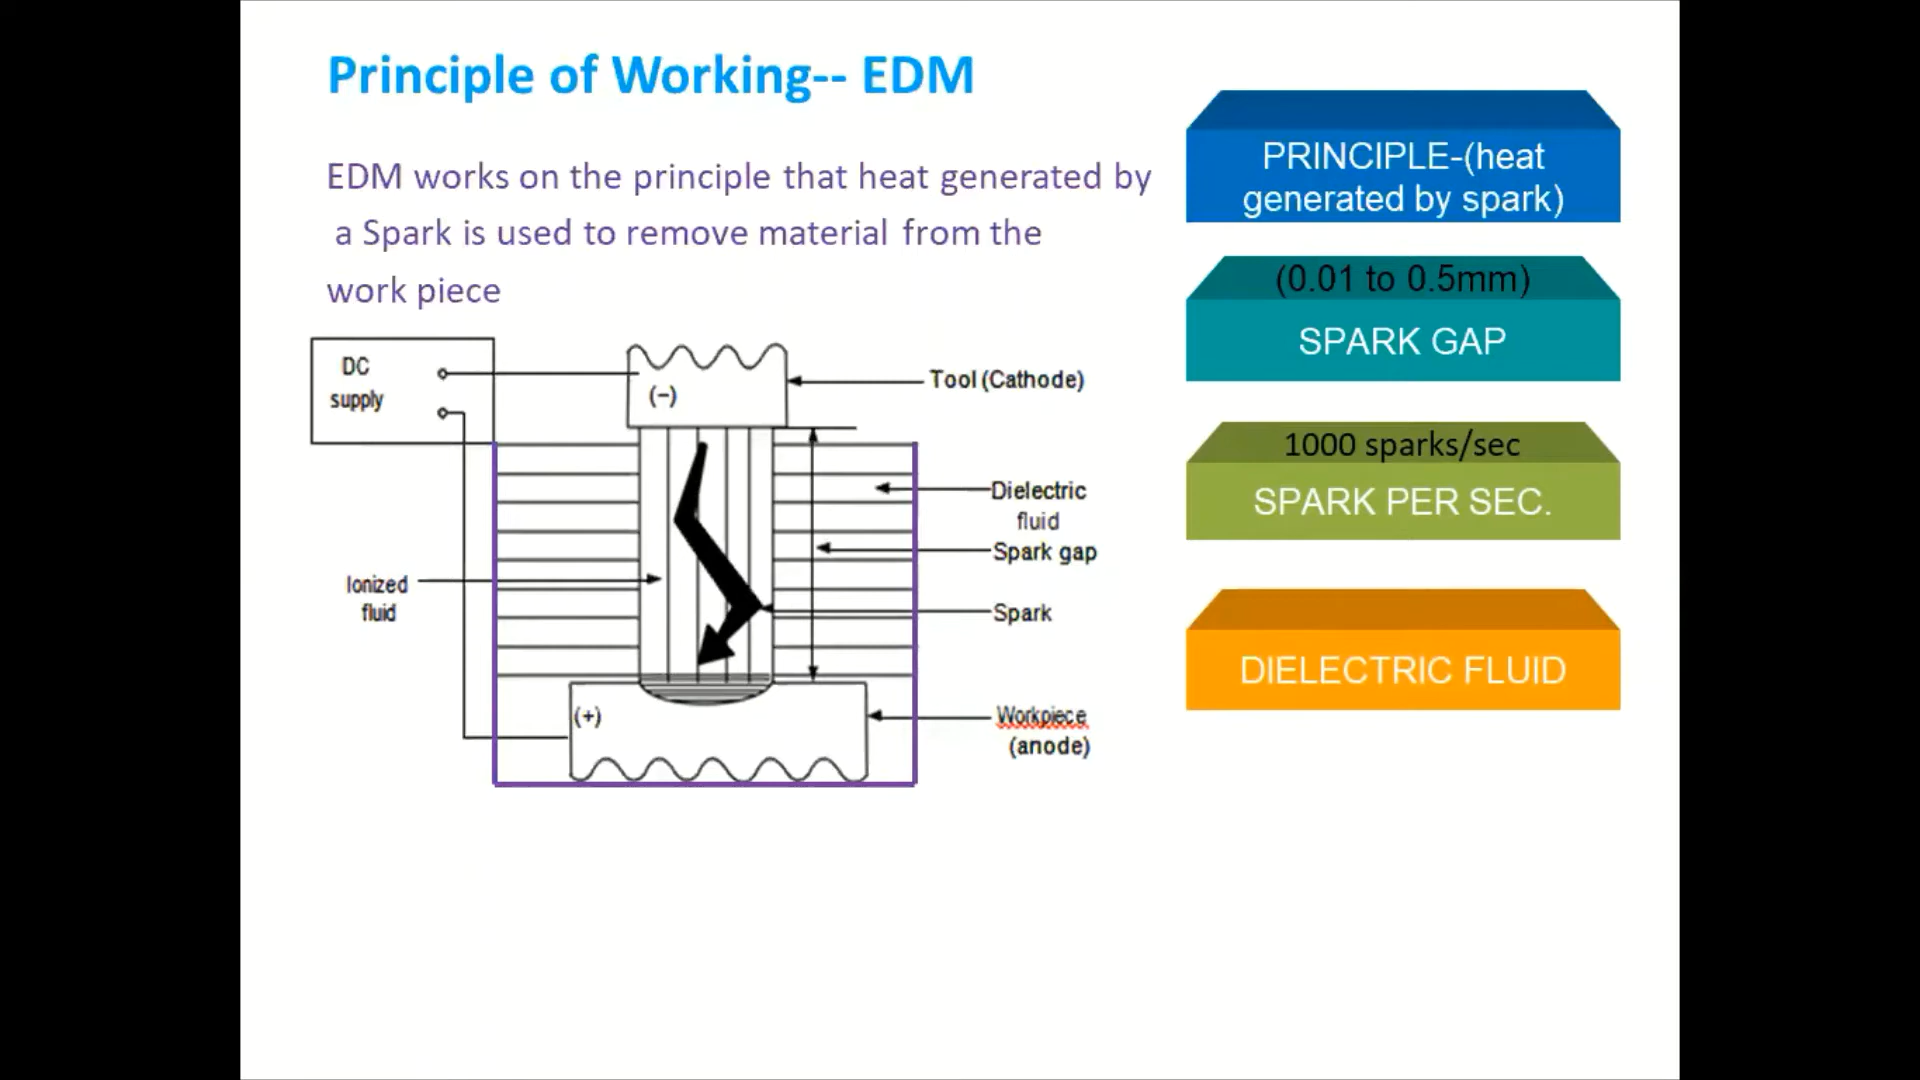 Principle of Working-- EDM
EDM works on the principle that heat generated by
a Spark is used to remove material from the
work piece
DC
supply
(−)
Tool (Cathode)
Dielectric
fluid
Spark gap
Ionized
fluid
Spark
(+)
Workpiece
(anode)
PRINCIPLE-(heat
generated by spark)
(0.01 to 0.5mm)
SPARK GAP
1000 sparks/sec
SPARK PER SEC.
DIELECTRIC FLUID